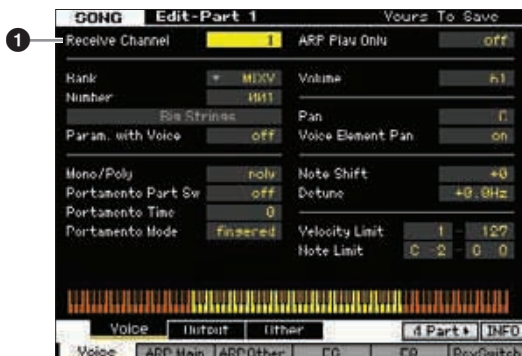 SONG Edit-Part 1 Yours To Save
1 Receive Channel 1 ARP Play Only off
Bank MIXV Volume 61
Number 001
Big Strings Pan C
Param. with Voice off Voice Element Pan on
Mono/Poly poly Note Shift +0
Portamento Part Sw off Detune +0.0Hz
Portamento Time 0
Portamento Mode fingered Velocity Limit 1 - 127
Note Limit C -2 -
Voice Output Other Part INFO
Voice ARP Main ARP Other EG EQ RcvSwitch